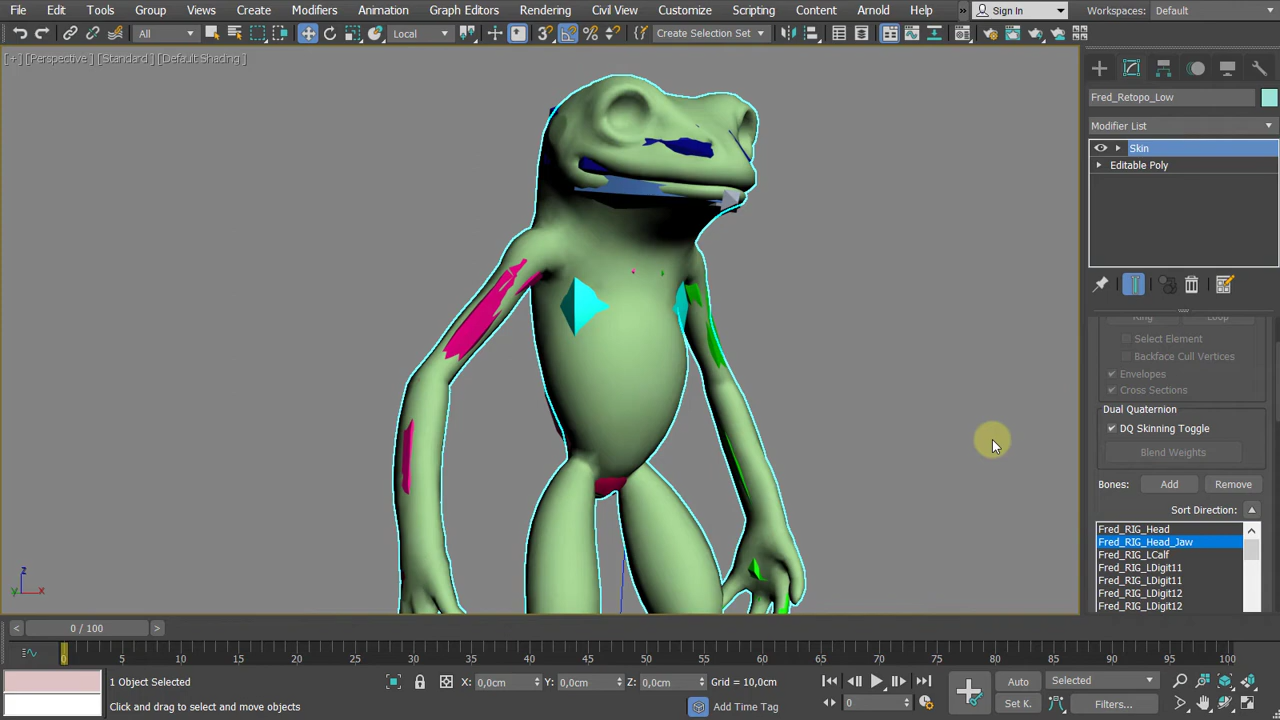 File Edit Tools Group Views Create Modifiers Animation Graph Editors Rendering Civil View Customize Scripting Content Arnold Help » Sign In Workspaces: Default
All Local Create Selection Set
[+] [Perspective] [Standard] [Default Shading]
Fred_Retopo_Low
Modifier List
Skin
Editable Poly
Ring Loop
Select Element
Backface Cull Vertices
Envelopes
Cross Sections
Dual Quaternion
DQ Skinning Toggle
Blend Weights
Bones: Add Remove
Sort Direction:
Fred_RIG_Head
Fred_RIG_Head_Jaw
Fred_RIG_LCalf
Fred_RIG_LDigit11
Fred_RIG_LDigit11
Fred_RIG_LDigit12
Fred_RIG_LDigit12
z
y x
< 0 / 100 >
0 5 10 15 20 25 30 35 40 45 50 55 60 65 70 75 80 85 90 95 100
1 Object Selected X: 0,0cm Y: 0,0cm Z: 0,0cm Grid = 10,0cm Auto Selected
Click and drag to select and move objects Add Time Tag 0 Set K. Filters...